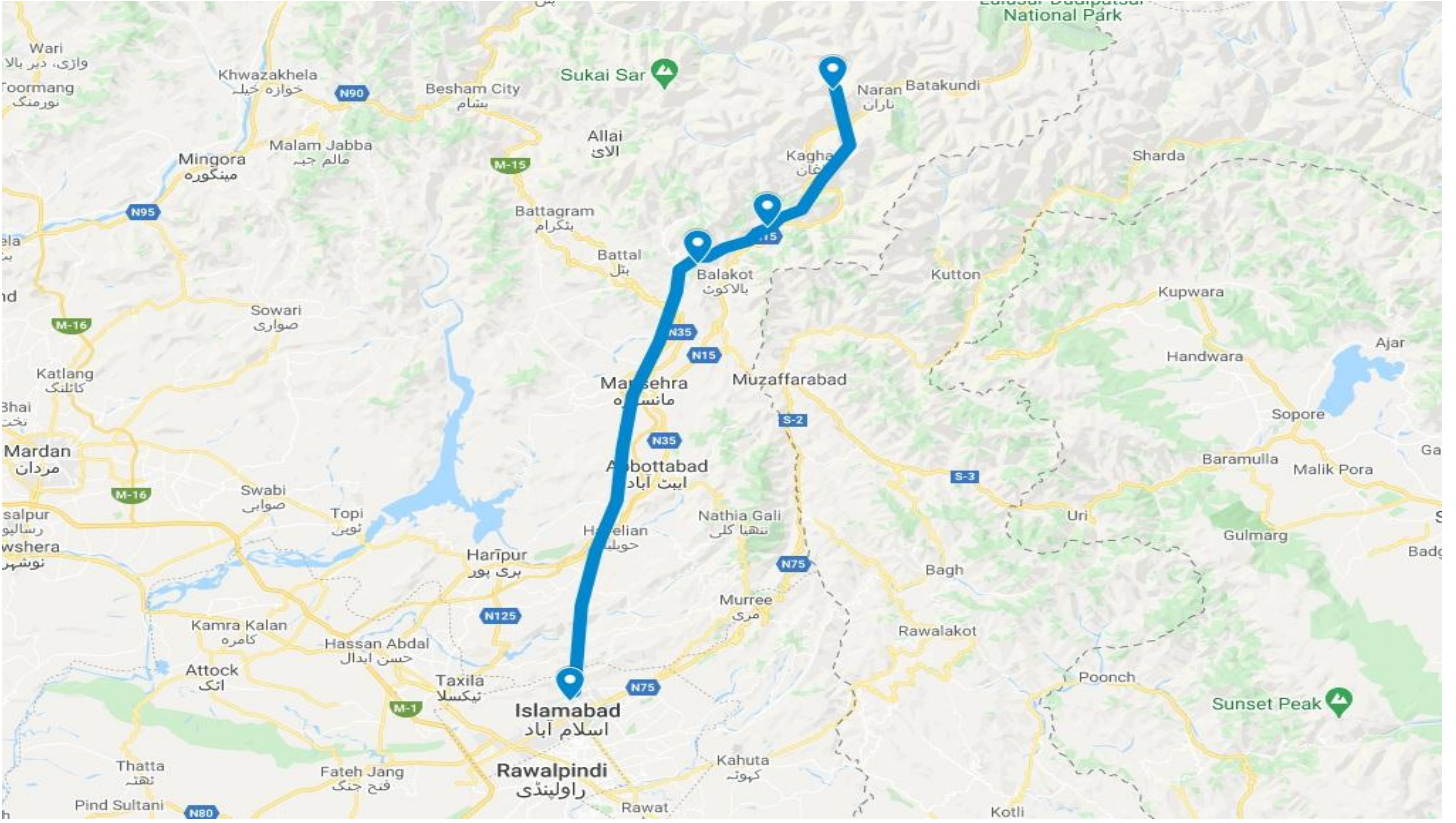 Lulusar-Dudipatsar
National Park
Wari
واڑی، دیر بالا
Toormang
تورمنگ
Khwazakhela
خوازہ خیلہ
N90
Besham City
بشام
Sukai Sar
Naran
ناران
Batakundi
Malam Jabba
مالم جبہ
Mingora
مینگورہ
Allai
الائ
M-15
Sharda
N95
Battagram
بٹگرام
N15
Battal
بٹل
Balakot
بالاکوٹ
Kutton
Kupwara
Sowari
صواری
M-16
N35
N15
Handwara
Ajar
Katlang
کاٹلنگ
مانسہرہ
Muzaffarabad
Sopore
S-2
Mardan
مردان
N35
Abbottabad
ایبٹ آباد
Baramulla
Malik Pora
S-3
M-16
Swabi
صوابی
Topi
ٹوپی
Nathia Gali
نتھیا گلی
Uri
Gulmarg
Haripur
ہری پور
N75
Bagh
N125
Murree
مری
Kamra Kalan
کامرہ
Hassan Abdal
حسن ابدال
Rawalakot
Attock
اٹک
Taxila
ٹیکسلا
N75
Poonch
M-1
Islamabad
اسلام آباد
Sunset Peak
Thatta
ٹھٹہ
Fateh Jang
فتح جنگ
Rawalpindi
راولپنڈی
Kahuta
کہوٹہ
Pind Sultani
N80
Rawat
Kotli